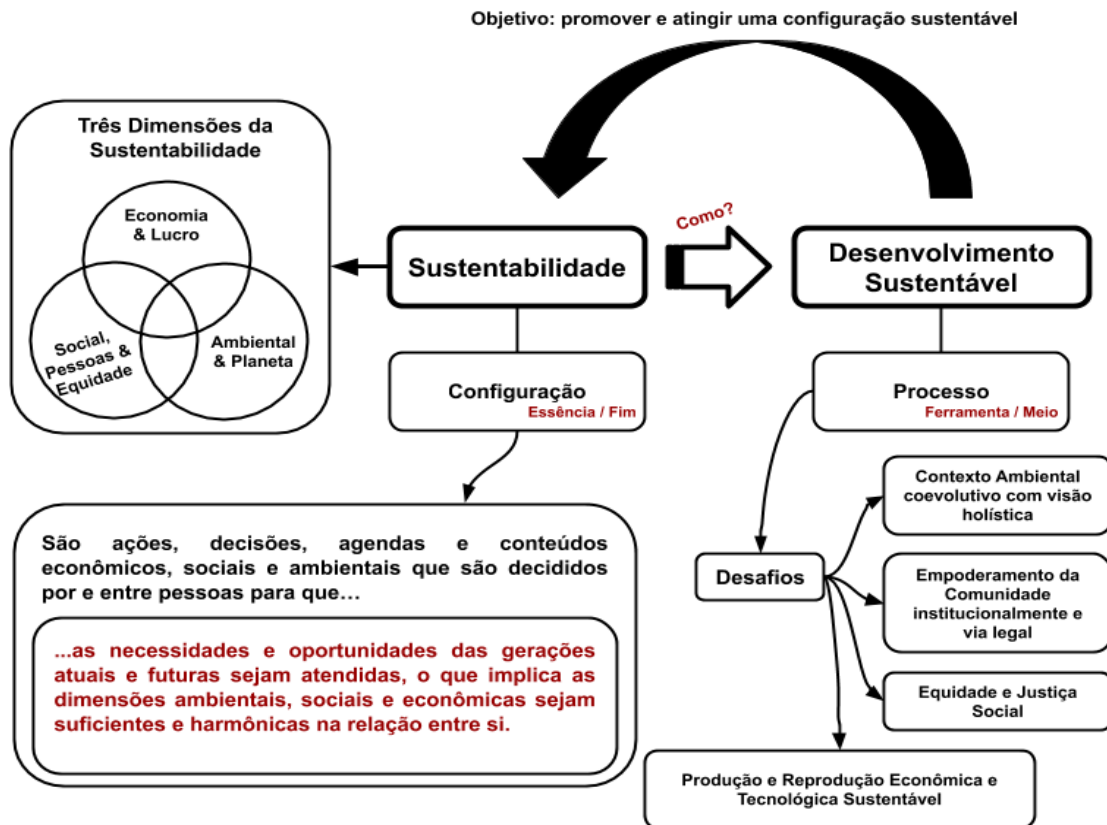 Objetivo: promover e atingir uma configuração sustentável
Três Dimensões da
Sustentabilidade
Economia
& Lucro
Social,
Pessoas &
Equidade
Ambiental
& Planeta
Sustentabilidade
Como?
Desenvolvimento
Sustentável
Configuração
Essência / Fim
Processo
Ferramenta / Meio
São ações, decisões, agendas e conteúdos
econômicos, sociais e ambientais que são decididos
por e entre pessoas para que…
...as necessidades e oportunidades das gerações
atuais e futuras sejam atendidas, o que implica as
dimensões ambientais, sociais e econômicas sejam
suficientes e harmônicas na relação entre si.
Desafios
Contexto Ambiental
coevolutivo com visão
holística
Empoderamento da
Comunidade
institucionalmente e
via legal
Equidade e Justiça
Social
Produção e Reprodução Econômica e
Tecnológica Sustentável